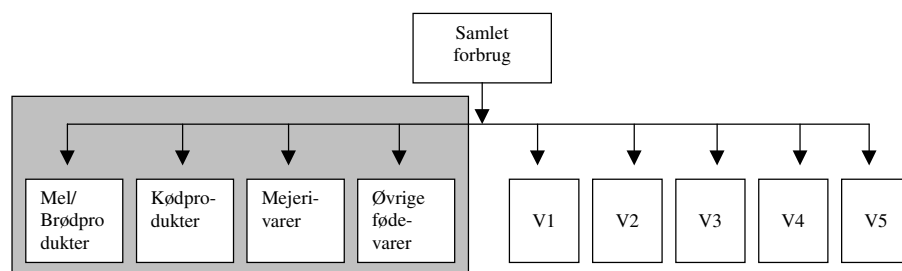 Samlet
forbrug
Mel/
Brødpro
dukter
Kødpro-
dukter
Mejeri-
varer
Øvrige
føde-
varer
V1
V2
V3
V4
V5